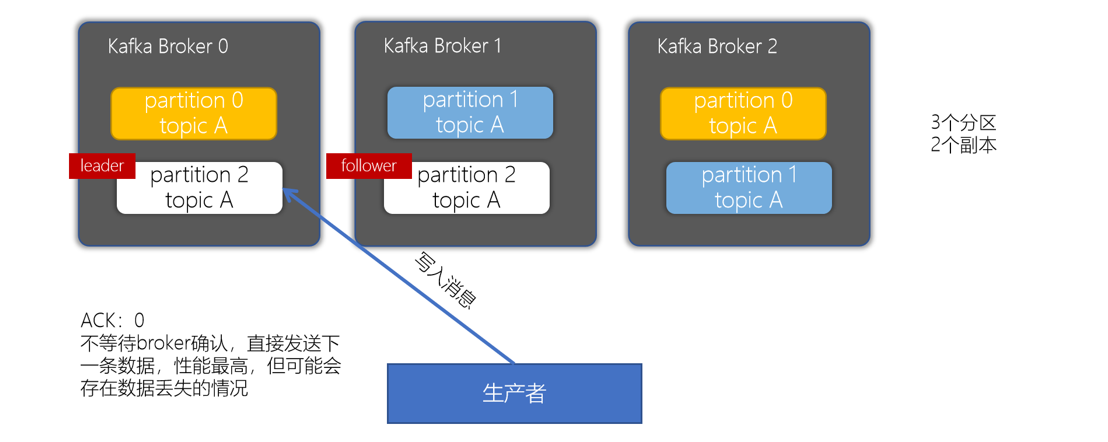 Kafka Broker 0
partition 0
topic A
leader
partition 2
topic A
Kafka Broker 1
partition 1
topic A
follower
partition 2
topic A
Kafka Broker 2
partition 0
topic A
partition 1
topic A
3个分区
2个副本
写入消息
ACK：0
不等待broker确认，直接发送下
一条数据，性能最高，但可能会
存在数据丢失的情况
生产者